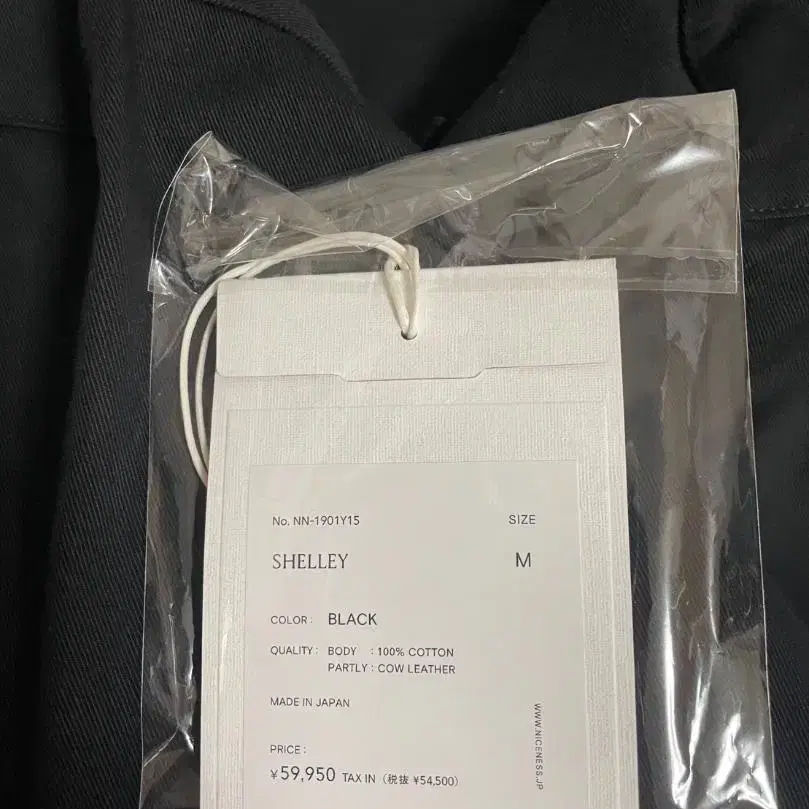 No. NN-1901Y15
SIZE
SHELLEY
M
COLOR : BLACK
QUALITY : BODY : 100% COTTON
PARTLY : COW LEATHER
MADE IN JAPAN
PRICE :
¥59,950 TAX IN (税抜 ¥54,500)
WWW.NICENESS.JP